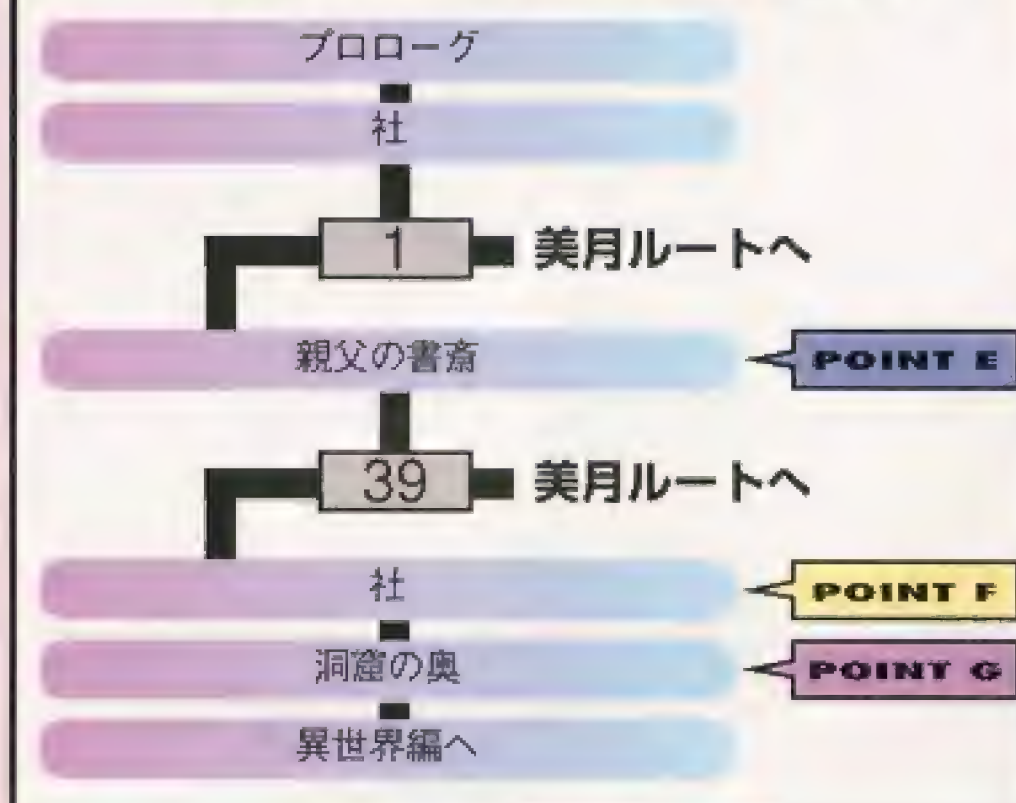 プロローグ
社
1 美月ルートへ
親父の書斎 POINT E
39 美月ルートへ
社 POINT F
洞窟の奥 POINT G
異世界編へ